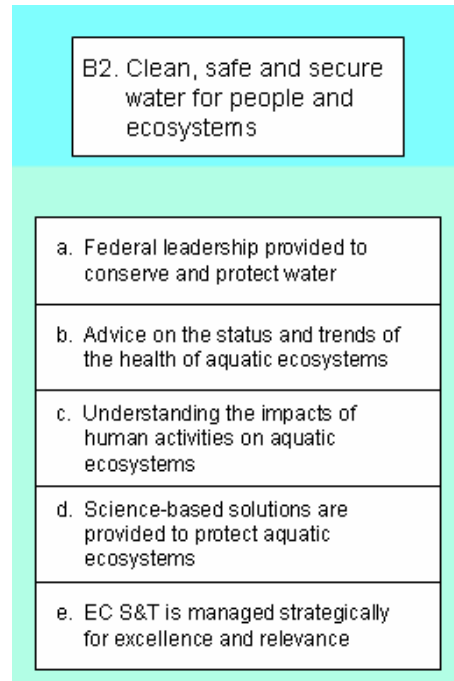 B2. Clean, safe and secure
water for people and
ecosystems
a. Federal leadership provided to
conserve and protect water
b. Advice on the status and trends of
the health of aquatic ecosystems
c. Understanding the impacts of
human activities on aquatic
ecosystems
d. Science-based solutions are
provided to protect aquatic
ecosystems
e. EC S&T is managed strategically
for excellence and relevance